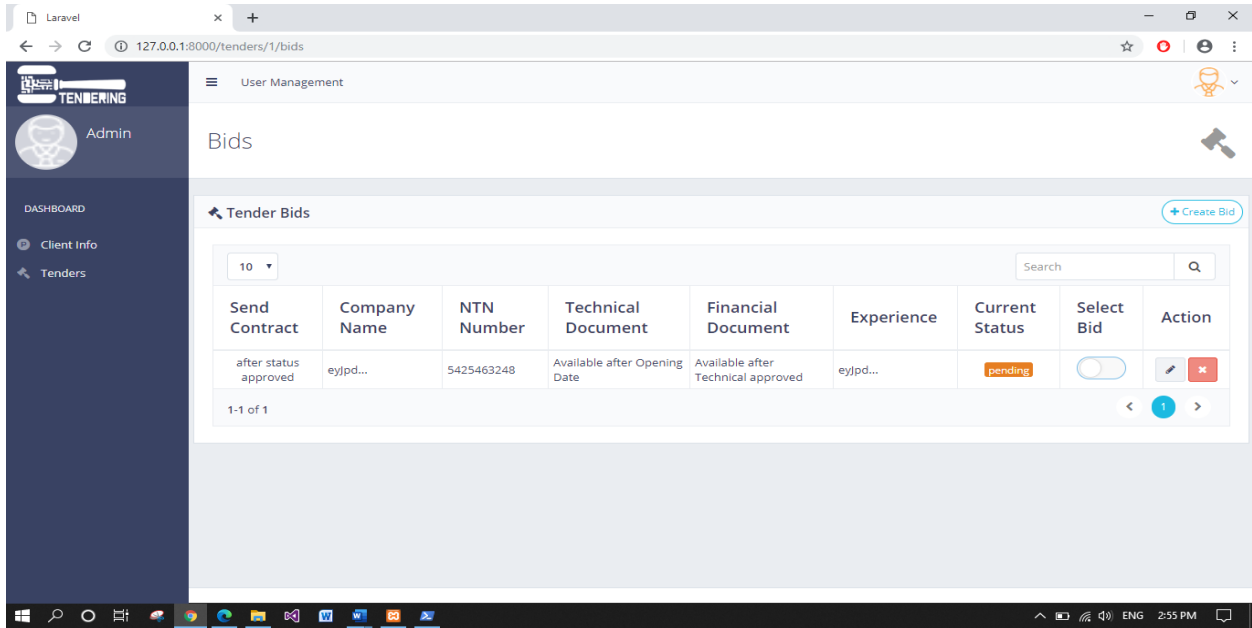 Laravel
127.0.0.1:8000/tenders/1/bids
TENDERING
User Management
Admin
Bids
DASHBOARD
Client Info
Tenders
Tender Bids
+ Create Bid
10
Search
Send Contract
Company Name
NTN Number
Technical Document
Financial Document
Experience
Current Status
Select Bid
Action
after status approved
eyJpd...
5425463248
Available after Opening Date
Available after Technical approved
eyJpd...
pending
1-1 of 1
1
ENG 2:55 PM